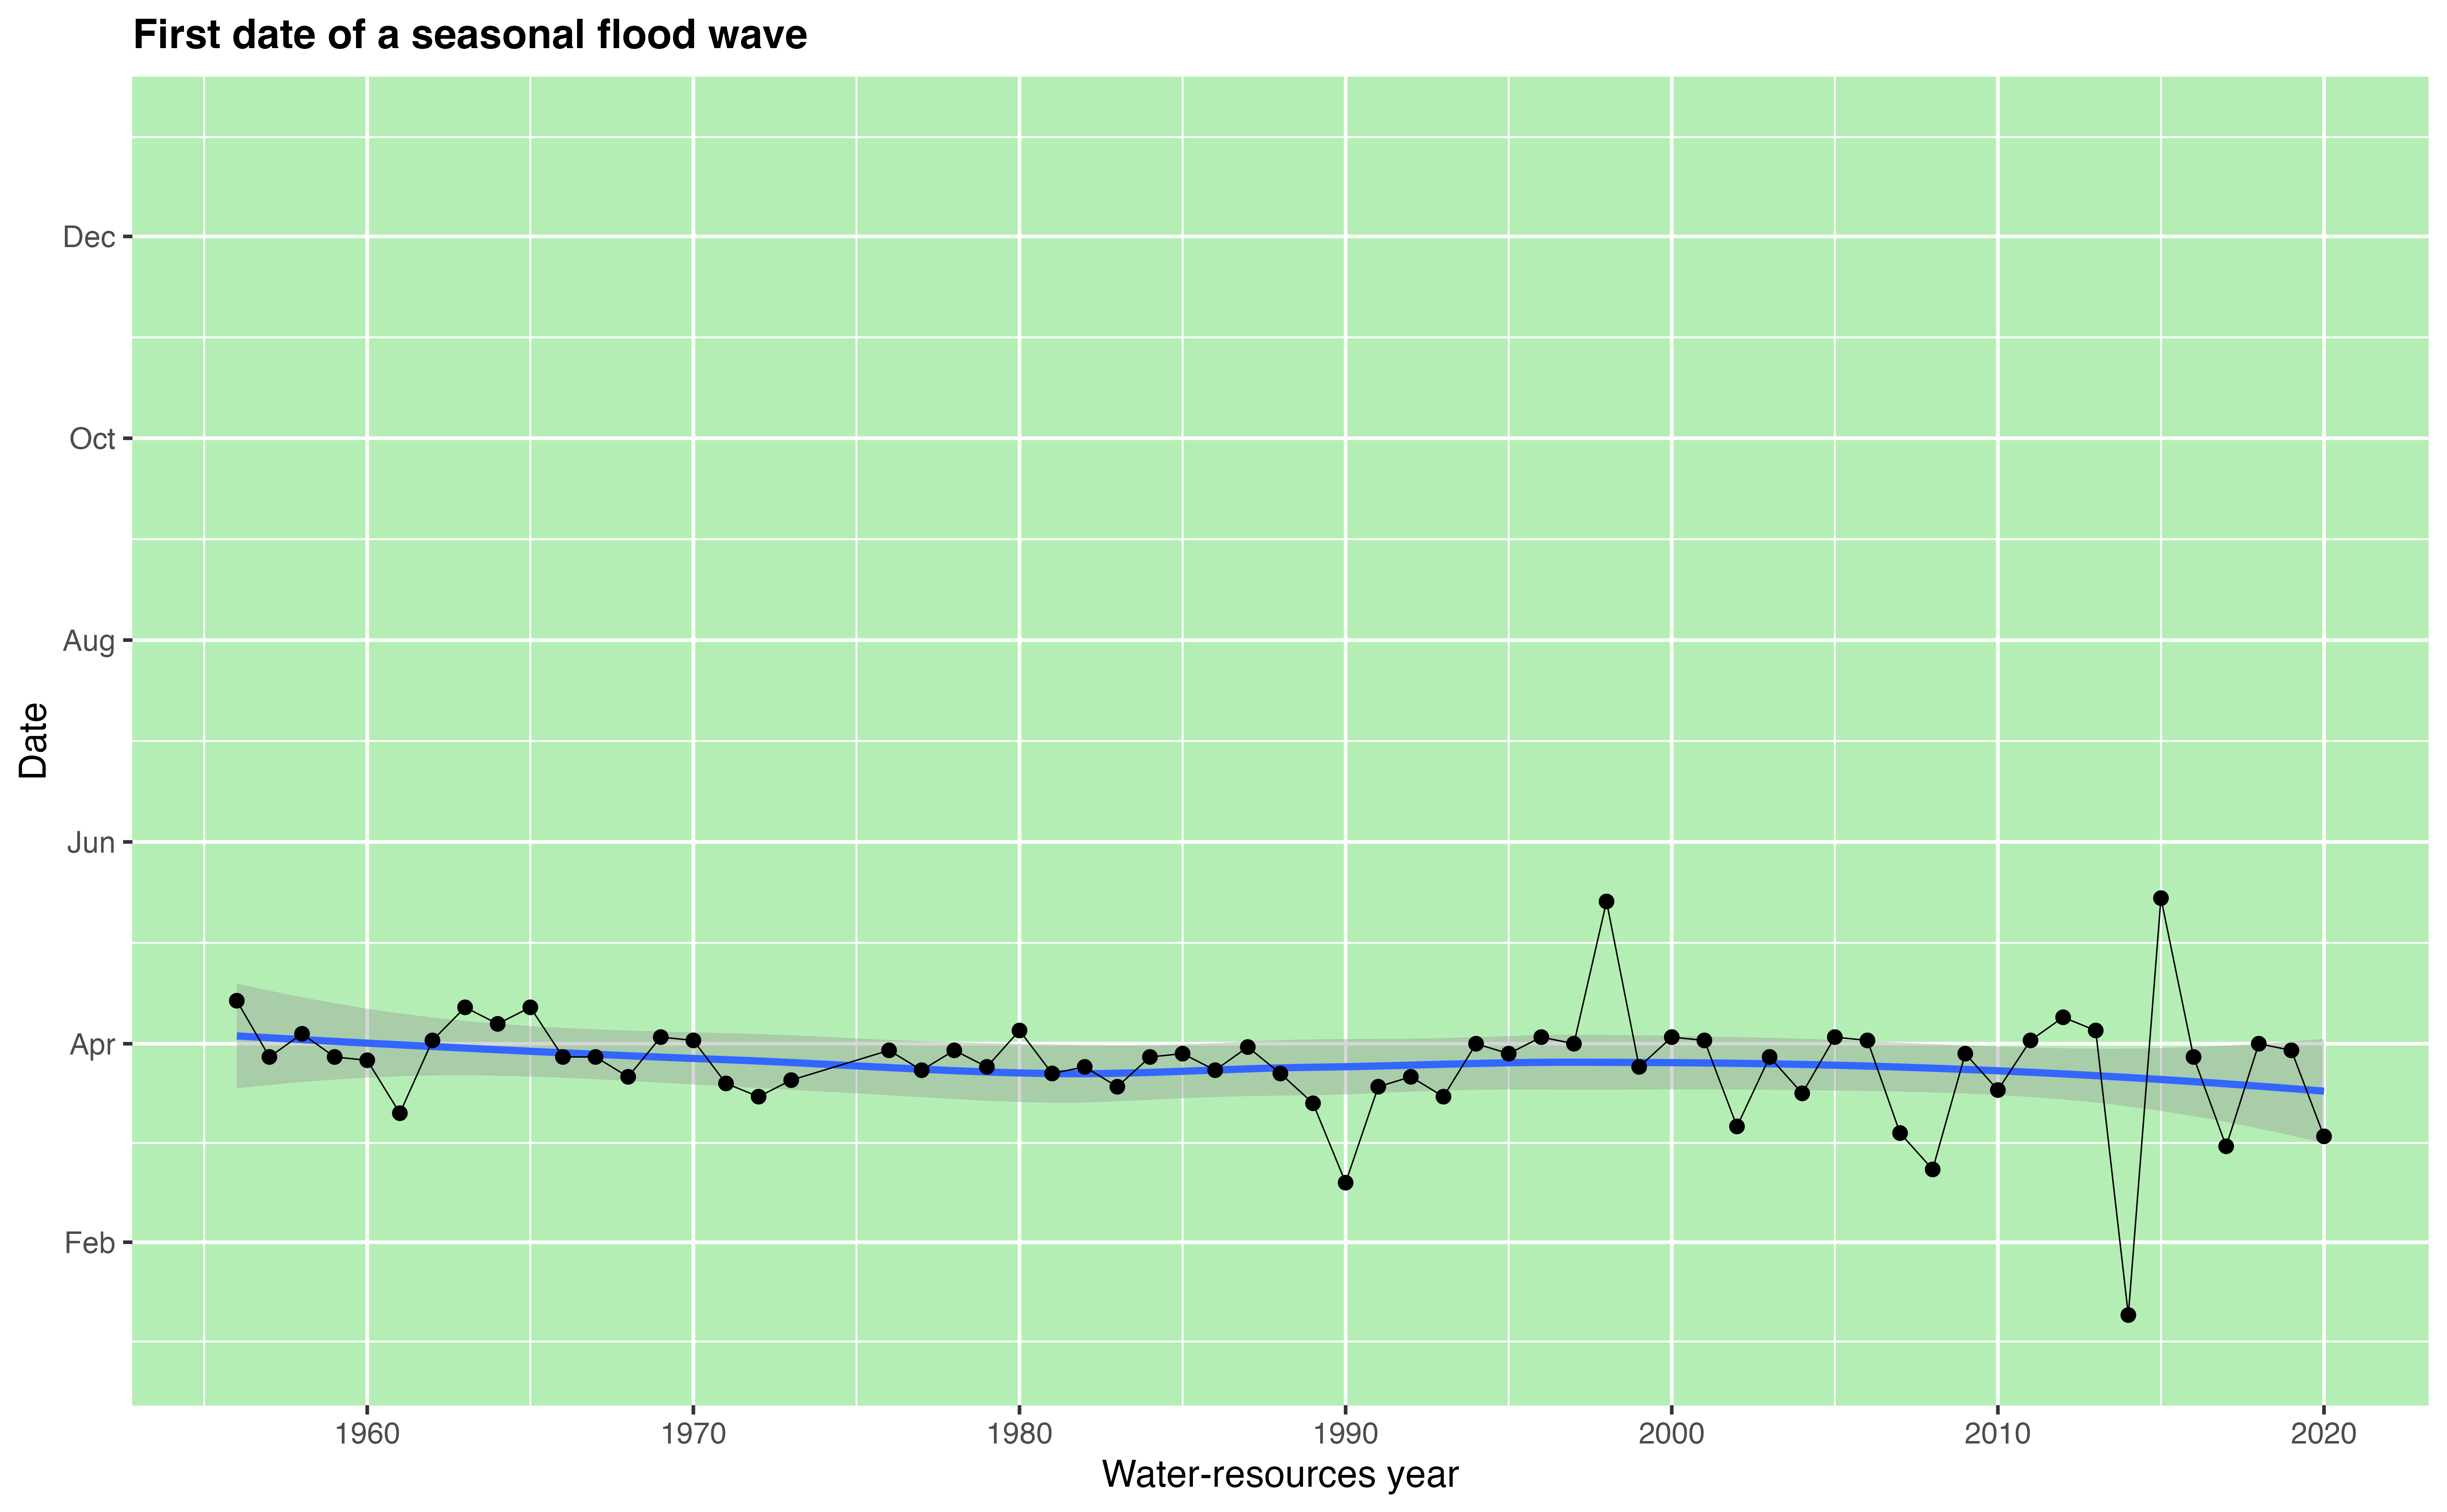 First date of a seasonal flood wave
Dec
Oct
Aug
Jun
Apr
Feb
Date
1960 1970 1980 1990 2000 2010 2020
Water-resources year